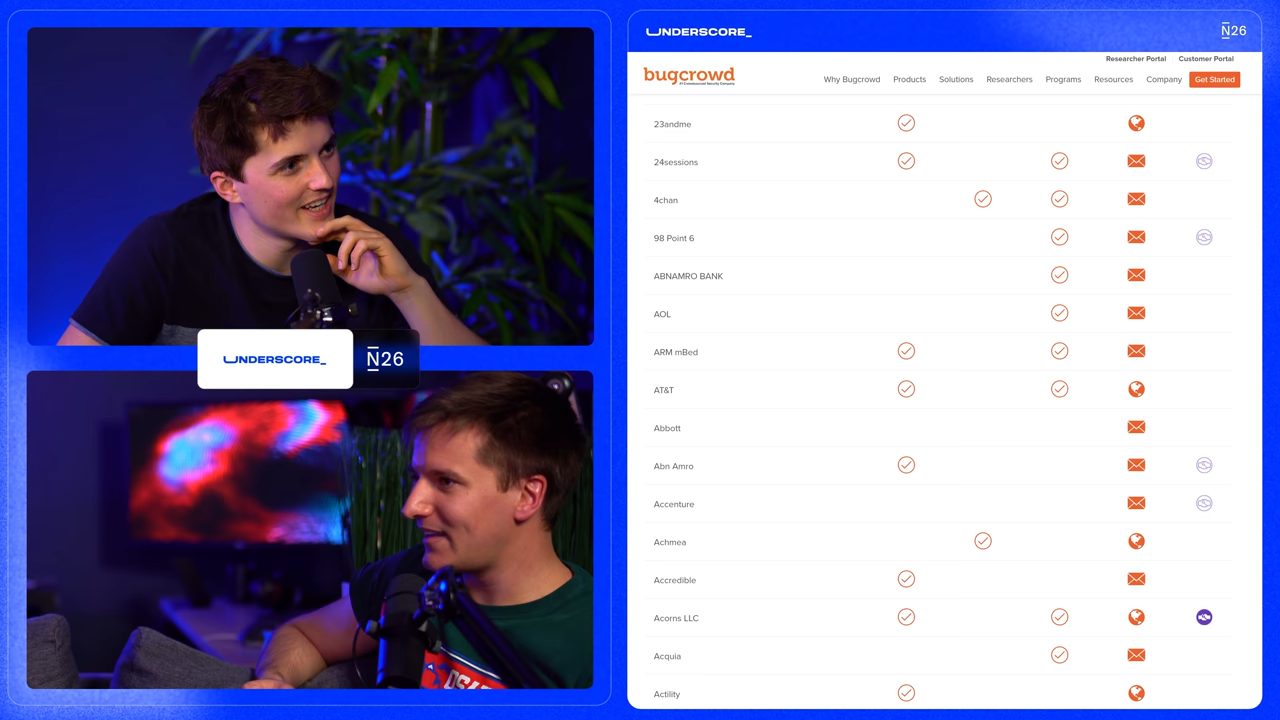 UNDERSCORE_
N26
DSA
UNDERSCORE_
N26
Researcher Portal
Customer Portal
bugcrowd
Why Bugcrowd
Products
Solutions
Researchers
Programs
Resources
Company
Get Started
23andme
24sessions
4chan
98 Point 6
ABNAMRO BANK
AOL
ARM mBed
AT&T
Abbott
Abn Amro
Accenture
Achmea
Accredible
Acorns LLC
Acquia
Actility